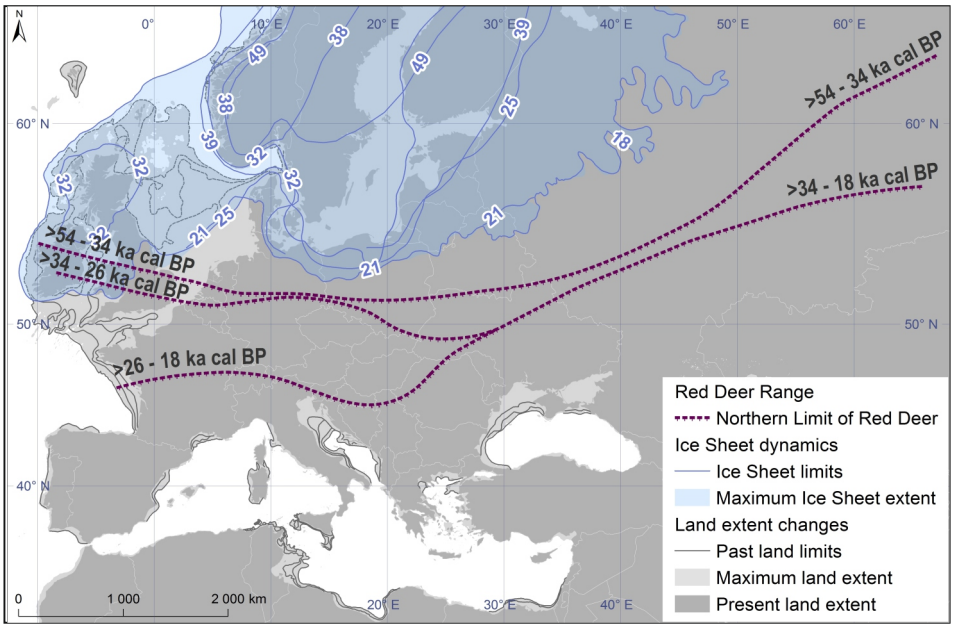 N
0°
10° E
20° E
30° E
40° E
60° E
49
38
49
39
38
25
39
32
32
32
32
18
60° N
60° N
>54 - 34 ka cal BP
>34 - 18 ka cal BP
21 - 25
21
21
32
>54 - 34 ka cal BP
>34 - 26 ka cal BP
50° N
50° N
>26 - 18 ka cal BP
40° N
20° E
30° E
0 1 000 2 000 km
Red Deer Range
Northern Limit of Red Deer
Ice Sheet dynamics
Ice Sheet limits
Maximum Ice Sheet extent
Land extent changes
Past land limits
Maximum land extent
Present land extent